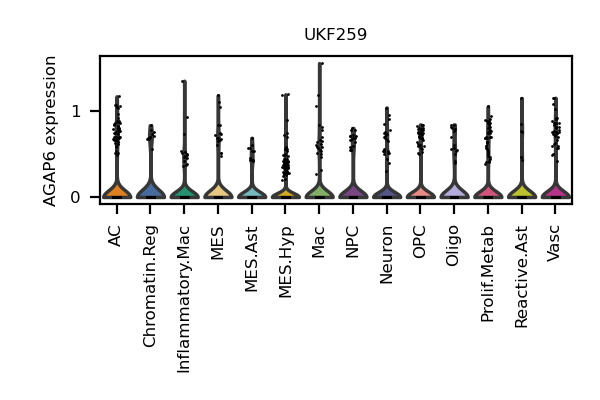 UKF259
AGAP6 expression
1
0
AC
Chromatin.Reg
Inflammatory.Mac
MES
MES.Ast
MES.Hyp
Mac
NPC
Neuron
OPC
Oligo
Prolif.Metab
Reactive.Ast
Vasc